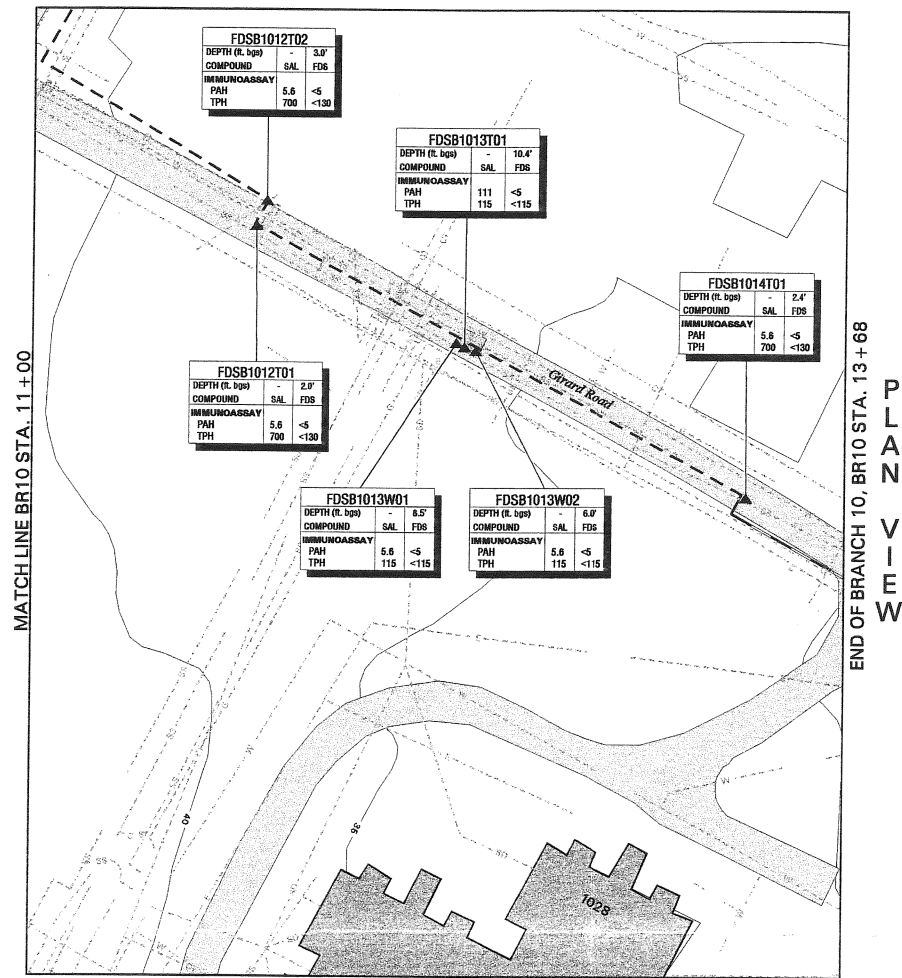 FDSB1012T02
DEPTH (ft. bgs) - 3.0'
COMPOUND SAL FDS
IMMUNOASSAY
PAH 5.6 <5
TPH 700 <130
FDSB1013T01
DEPTH (ft. bgs) - 10.4'
COMPOUND SAL FDS
IMMUNOASSAY
PAH 111 <5
TPH 115 <115
FDSB1014T01
DEPTH (ft. bgs) - 2.4'
COMPOUND SAL FDS
IMMUNOASSAY
PAH 5.6 <5
TPH 700 <130
FDSB1012T01
DEPTH (ft. bgs) - 2.0'
COMPOUND SAL FDS
IMMUNOASSAY
PAH 5.6 <5
TPH 700 <130
Girard Road
FDSB1013W01
DEPTH (ft. bgs) - 8.5'
COMPOUND SAL FDS
IMMUNOASSAY
PAH 5.6 <5
TPH 115 <115
FDSB1013W02
DEPTH (ft. bgs) - 6.0'
COMPOUND SAL FDS
IMMUNOASSAY
PAH 5.6 <5
TPH 115 <115
MATCH LINE BR10 STA. 11+00
END OF BRANCH 10, BR10 STA. 13+68
PLAN VIEW
40
35
1028